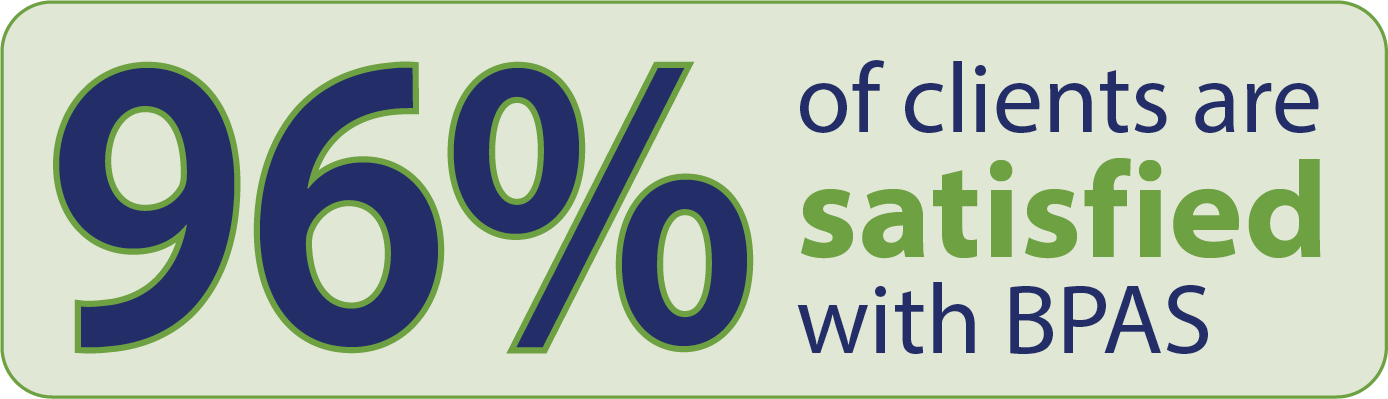 96%
of clients are
satisfied
with BPAS